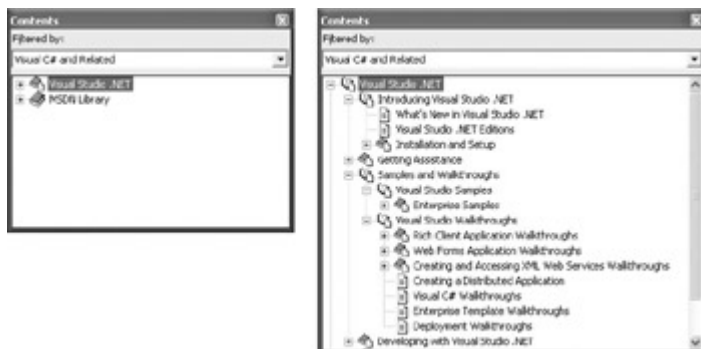 Contents
Filtered by:
Visual C# and Related
Visual Studio .NET
MSDN Library
Contents
Filtered by:
Visual C# and Related
Visual Studio .NET
Introducing Visual Studio .NET
What's New in Visual Studio .NET
Visual Studio .NET Editions
Installation and Setup
Getting Assistance
Samples and Walkthroughs
Visual Studio Samples
Enterprise Samples
Visual Studio Walkthroughs
Rich Client Application Walkthroughs
Web Forms Application Walkthroughs
Creating and Accessing XML Web Services Walkthroughs
Creating a Distributed Application
Visual C# Walkthroughs
Enterprise Template Walkthroughs
Deployment Walkthroughs
Developing with Visual Studio .NET